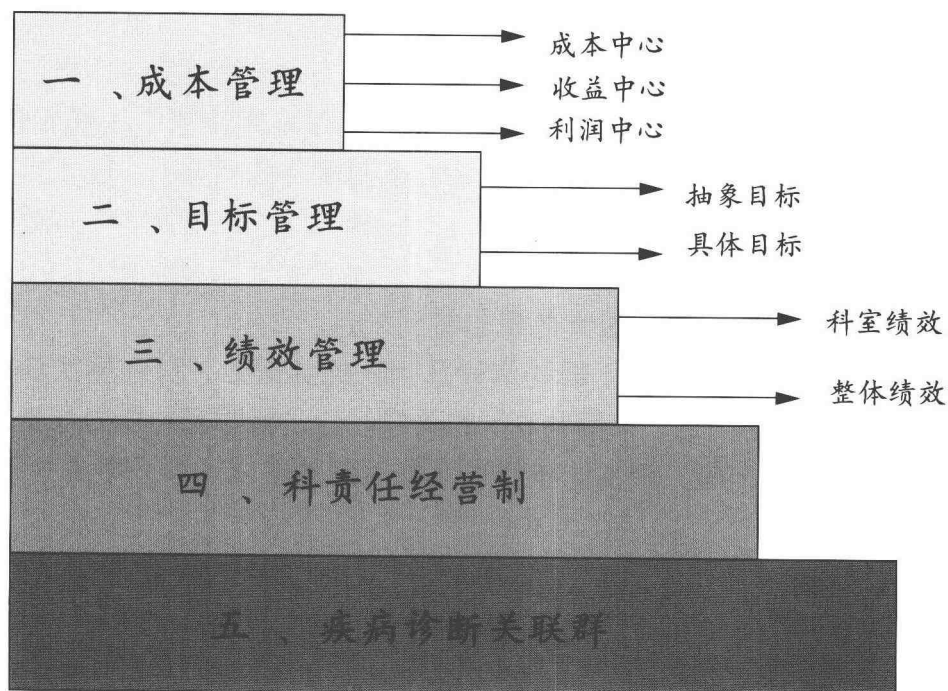 一、成本管理
成本中心
收益中心
利润中心
二、目标管理
抽象目标
具体目标
三、绩效管理
科室绩效
整体绩效
四、科责任经营制
五、疾病诊断关联群